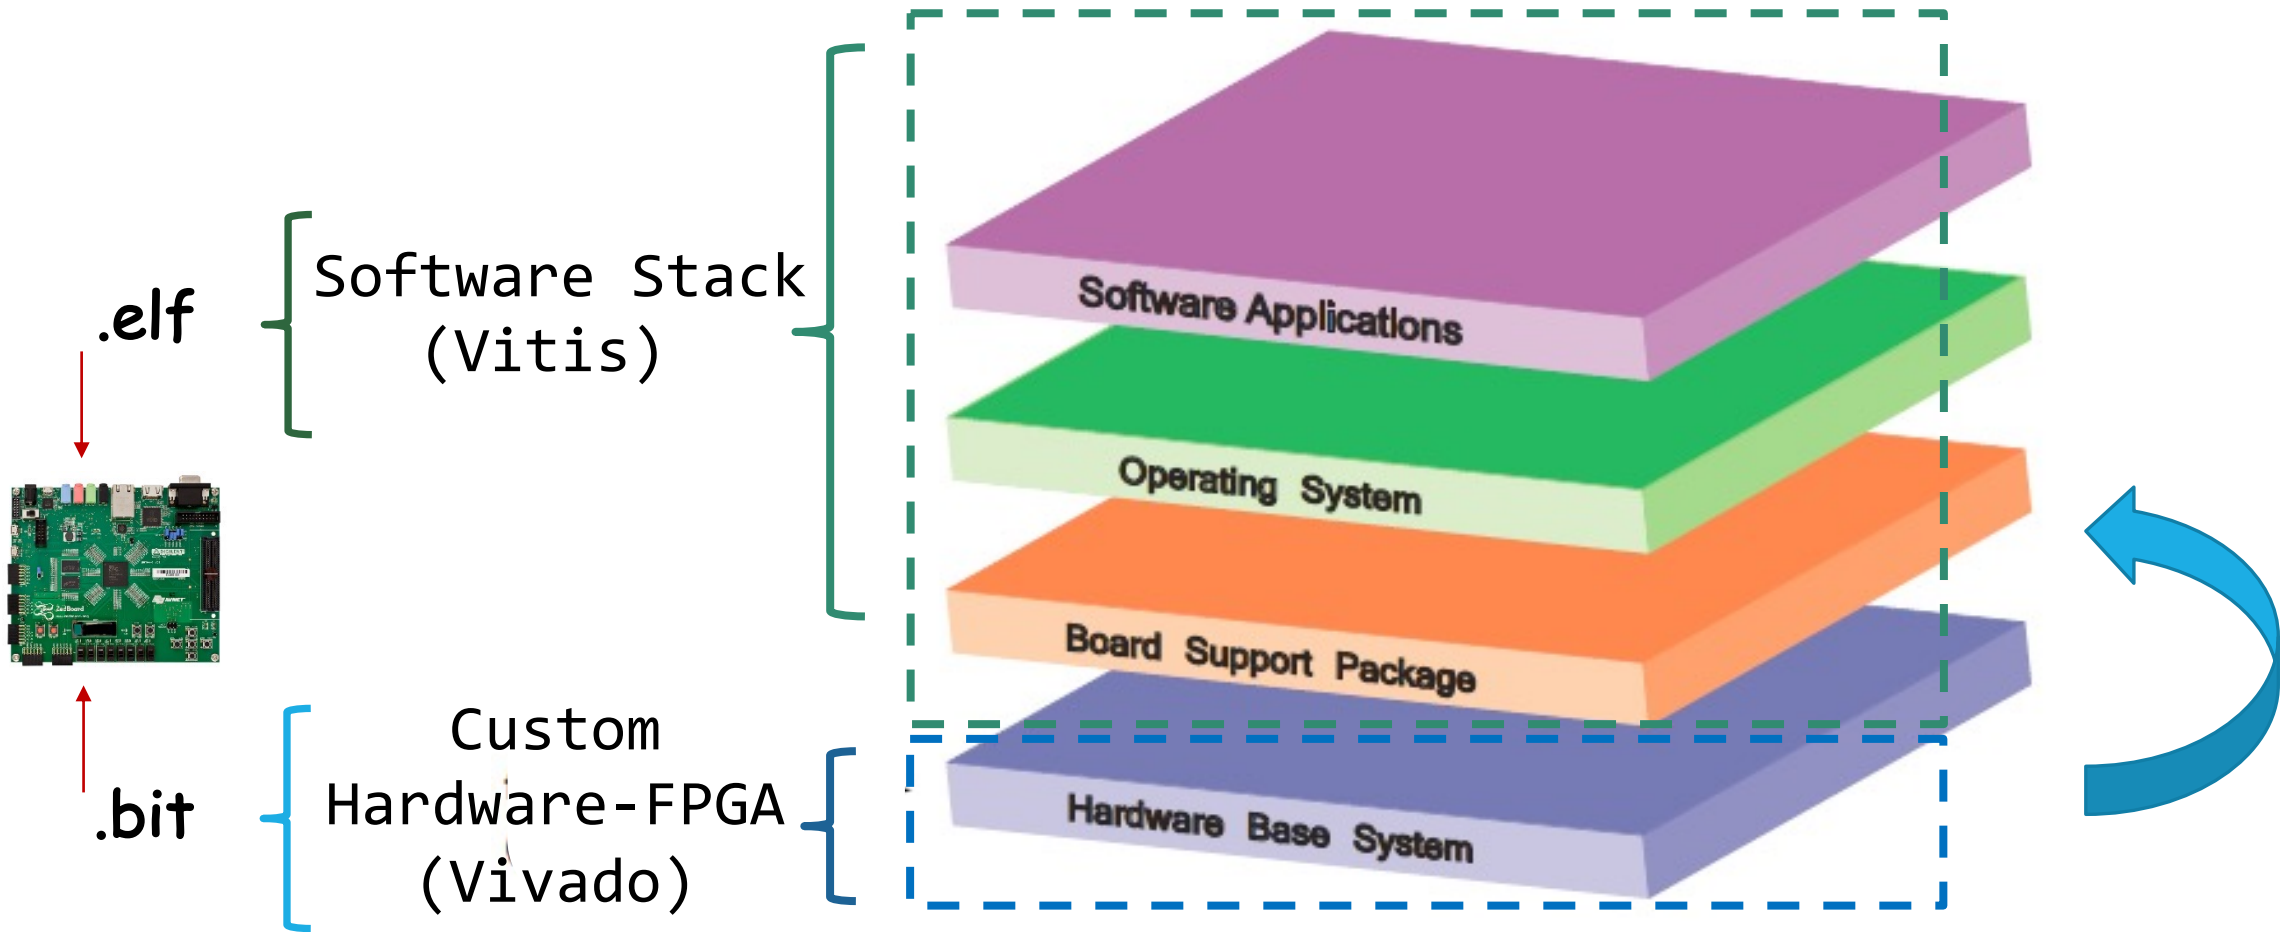 Software Applications
.elf
Software Stack
(Vitis)
Operating System
Board Support Package
ZedBoard
Custom
Hardware-FPGA
(Vivado)
.bit
Hardware Base System